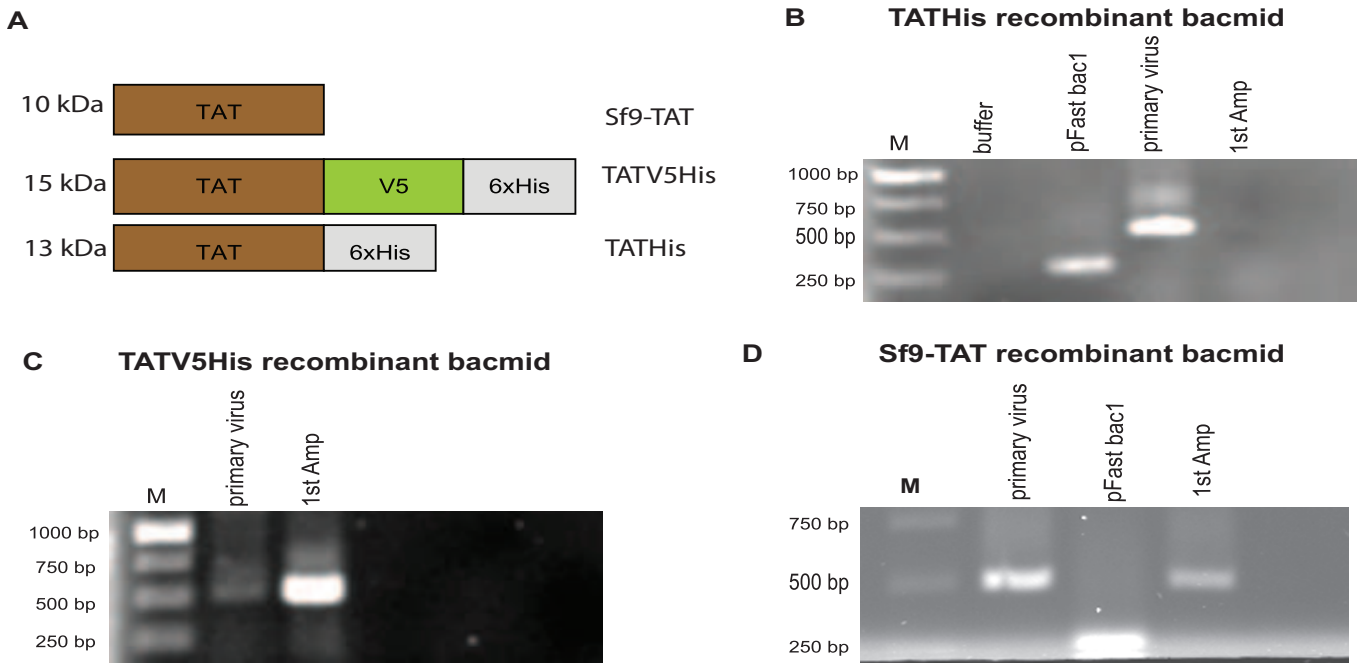 A
10 kDa TAT Sf9-TAT
15 kDa TAT V5 6xHis TATV5His
13 kDa TAT 6xHis TATHis
B TATHis recombinant bacmid
M buffer pFast bac1 primary virus 1st Amp
1000 bp
750 bp
500 bp
250 bp
C TATV5His recombinant bacmid
M primary virus 1st Amp
1000 bp
750 bp
500 bp
250 bp
D Sf9-TAT recombinant bacmid
M primary virus pFast bac1 1st Amp
750 bp
500 bp
250 bp